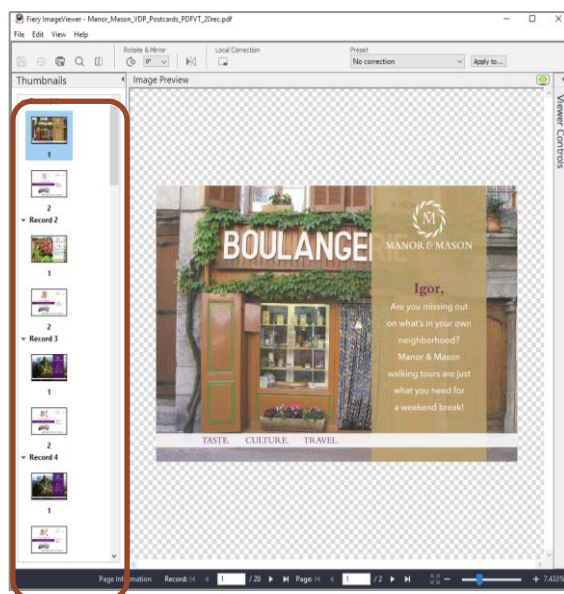 Fiery ImageViewer - Manor_Mason_VDP_Postcards_PDFVT_20rec.pdf
File Edit View Help
Rotate & Mirror
Local Correction
Preset
0°
No correction
Apply to...
Thumbnails
Image Preview
Viewer Controls
1
2
Record 2
1
2
Record 3
1
2
Record 4
1
BOULANGE
M
MANOR & MASON
Igor,
Are you missing out
on what's in your own
neighborhood?
Manor & Mason
walking tours are just
what you need for
a weekend break!
TASTE. CULTURE. TRAVEL.
Page Information Record: 1 / 20 Page: 1 / 2 7.433%